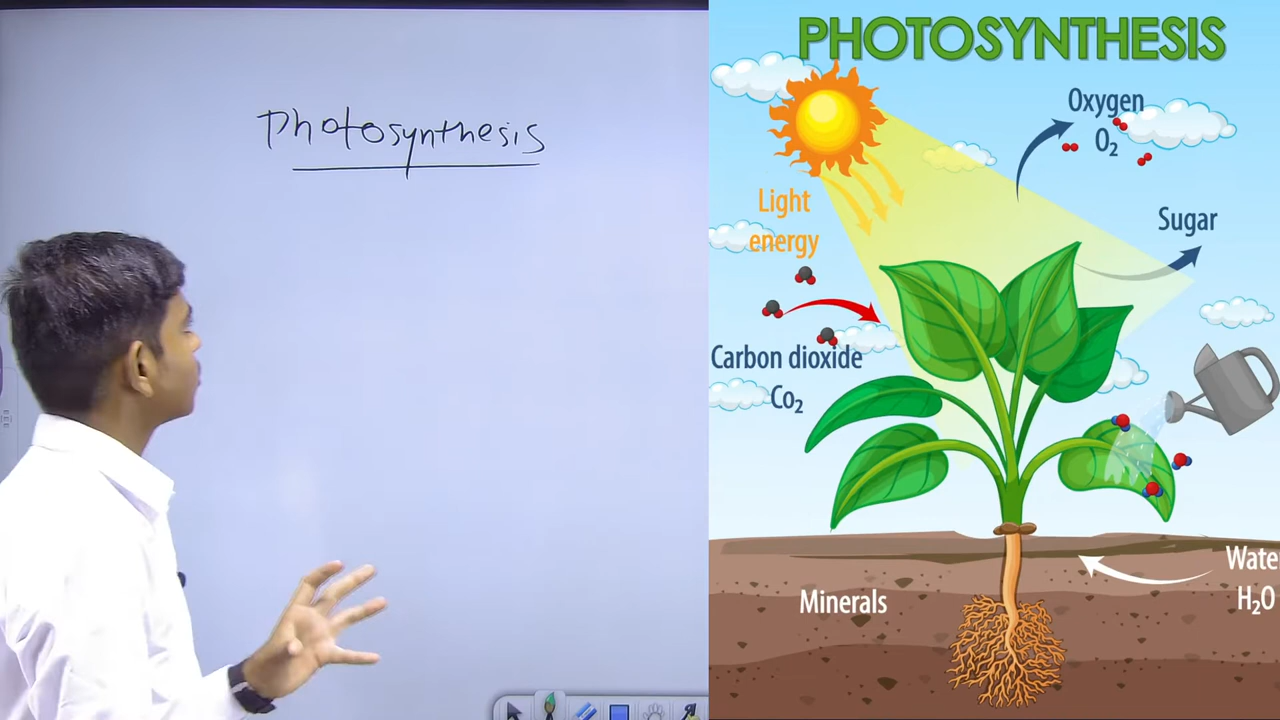 Photosynthesis
PHOTOSYNTHESIS
Oxygen
O₂
Light
energy
Sugar
Carbon dioxide
Co₂
Minerals
Wate
H₂O